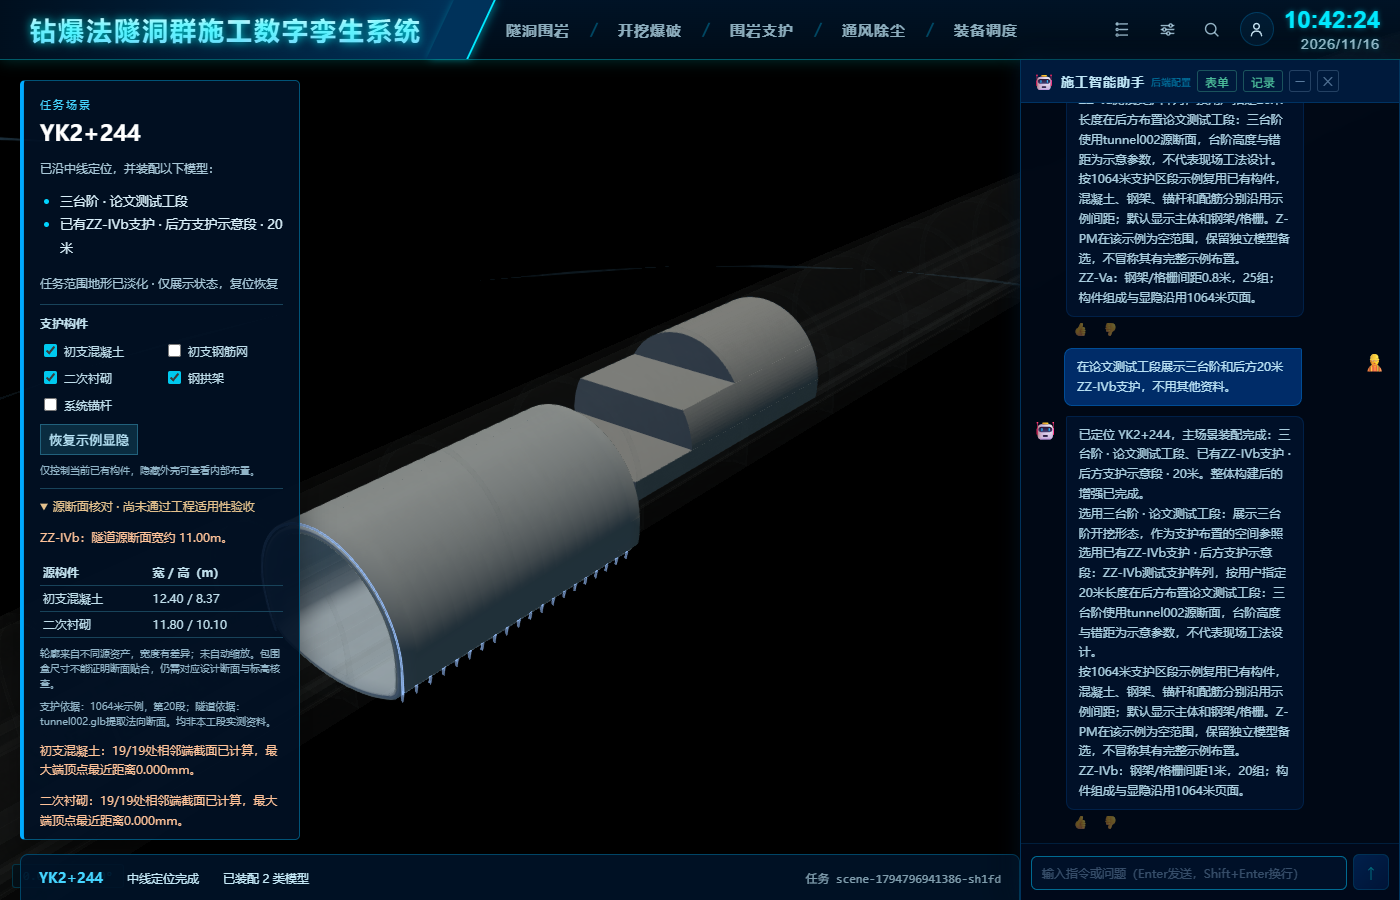 钻爆法隧洞群施工数字孪生系统
隧洞围岩 / 开挖爆破 / 围岩支护 / 通风除尘 / 装备调度
10:42:24
2026/11/16
任务场景
YK2+244
已沿中线定位，并装配以下模型：
三台阶 · 论文测试工段
已有ZZ-IVb支护 · 后方支护示意段 · 20
米
任务范围地形已淡化 · 仅展示状态，复位恢复
支护构件
初支混凝土 初支钢筋网
二次衬砌 钢拱架
系统锚杆
恢复示例显隐
仅控制当前已有构件，隐藏外壳可查看内部布置。
▼ 源断面核对 · 尚未通过工程适用性验收
ZZ-IVb：隧道源断面宽约 11.00m。
源构件 宽 / 高（m）
初支混凝土 12.40 / 8.37
二次衬砌 11.80 / 10.10
轮廓来自不同源资产，宽度有差异；未自动缩放。包围
盒尺寸不能证明断面贴合，仍需对应设计断面与标高核
查。
支护依据：1064米示例，第20段；隧道依据：
tunnel002.glb提取法向断面。均非本工段实测资料。
初支混凝土：19/19处相邻端截面已计算，最
大端顶点最近距离0.000mm。
二次衬砌：19/19处相邻端截面已计算，最大
端顶点最近距离0.000mm。
YK2+244 中线定位完成 已装配 2 类模型 任务 scene-1794796941386-sh1fd
施工智能助手 后端配置 表单 记录
长度在后方布置论文测试工段：三台阶
使用tunnel002源断面，台阶高度与错
距为示意参数，不代表现场工法设计。
按1064米支护区段示例复用已有构件，
混凝土、钢架、锚杆和配筋分别沿用示
例间距；默认显示主体和钢架/格栅。Z-
PM在该示例为空范围，保留独立模型备
选，不冒称其有完整示例布置。
ZZ-Va：钢架/格栅间距0.8米，25组；
构件组成与显隐沿用1064米页面。
在论文测试工段展示三台阶和后方20米
ZZ-IVb支护，不用其他资料。
已定位 YK2+244，主场景装配完成：三
台阶 · 论文测试工段、已有ZZ-IVb支护 ·
后方支护示意段 · 20米。整体构建后的
增强已完成。
选用三台阶 · 论文测试工段：展示三台
阶开挖形态，作为支护布置的空间参照
选用已有ZZ-IVb支护 · 后方支护示意
段：ZZ-IVb测试支护阵列，按用户指定
20米长度在后方布置论文测试工段：三
台阶使用tunnel002源断面，台阶高度
与错距为示意参数，不代表现场工法设
计。
按1064米支护区段示例复用已有构件，
混凝土、钢架、锚杆和配筋分别沿用示
例间距；默认显示主体和钢架/格栅。Z-
PM在该示例为空范围，保留独立模型备
选，不冒称其有完整示例布置。
ZZ-IVb：钢架/格栅间距1米，20组；构
件组成与显隐沿用1064米页面。
输入指令或问题（Enter发送，Shift+Enter换行）